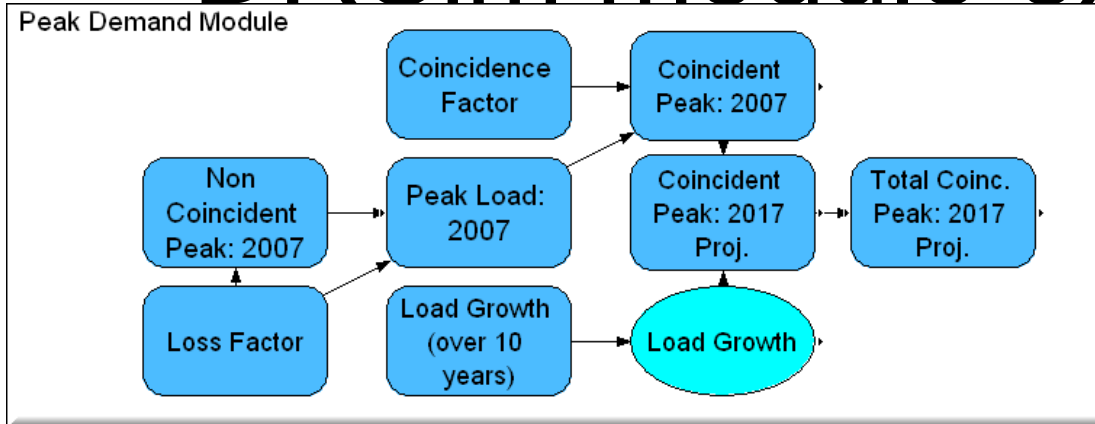 Peak Demand Module
Coincidence
Factor
Coincident
Peak: 2007
Non
Coincident
Peak: 2007
Peak Load:
2007
Coincident
Peak: 2017
Proj.
Total Coinc.
Peak: 2017
Proj.
Loss Factor
Load Growth
(over 10
years)
Load Growth